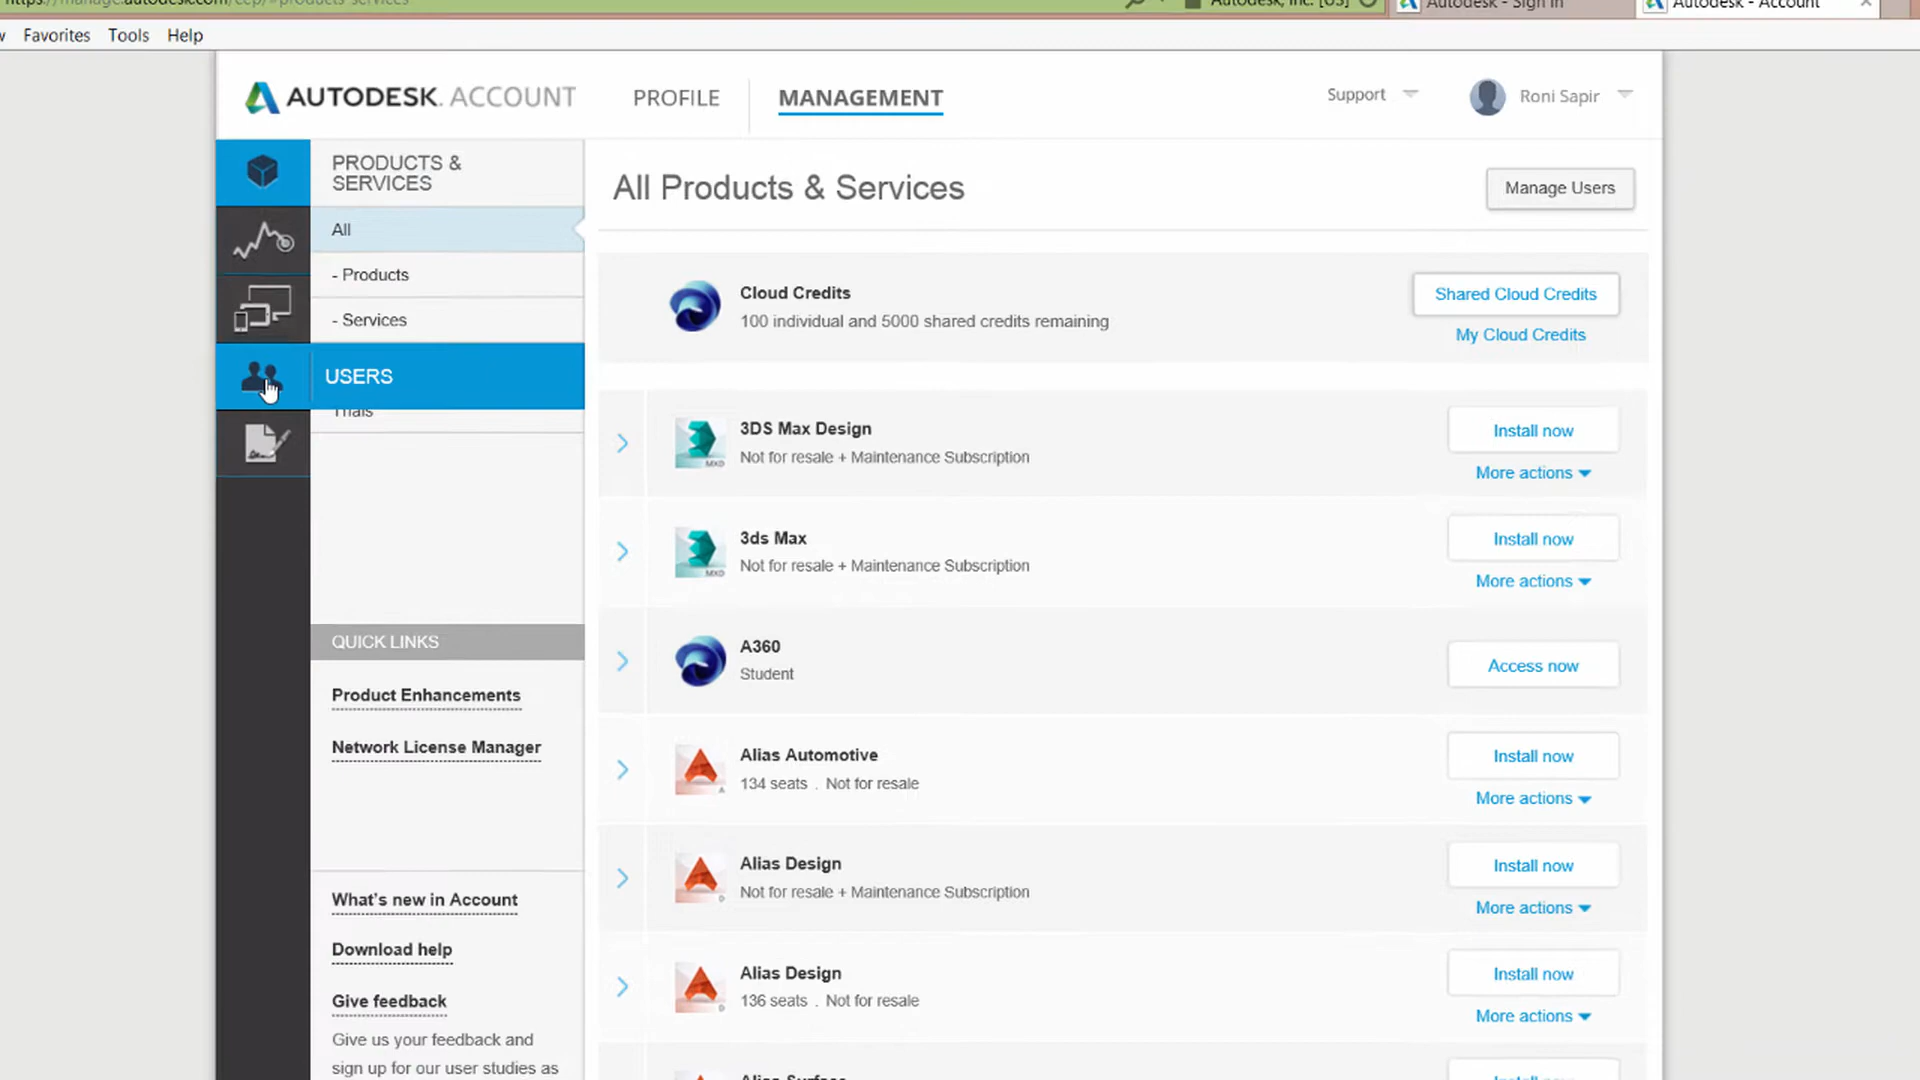 https://manage.autodesk.com/cep/#products-services
Autodesk, Inc. [US]
Autodesk - Sign In
Autodesk - Account
Favorites
Tools
Help
AUTODESK. ACCOUNT
PROFILE
MANAGEMENT
Support
Roni Sapir
PRODUCTS &
SERVICES
All
- Products
- Services
USERS
Trials
QUICK LINKS
Product Enhancements
Network License Manager
What's new in Account
Download help
Give feedback
Give us your feedback and
sign up for our user studies as
All Products & Services
Manage Users
Cloud Credits
100 individual and 5000 shared credits remaining
Shared Cloud Credits
My Cloud Credits
3DS Max Design
Not for resale + Maintenance Subscription
Install now
More actions
MXD
3ds Max
Not for resale + Maintenance Subscription
Install now
More actions
MXD
A360
Student
Access now
Alias Automotive
134 seats . Not for resale
Install now
More actions
A
Alias Design
Not for resale + Maintenance Subscription
Install now
More actions
D
Alias Design
136 seats . Not for resale
Install now
More actions
D
Alias Surface
Install now